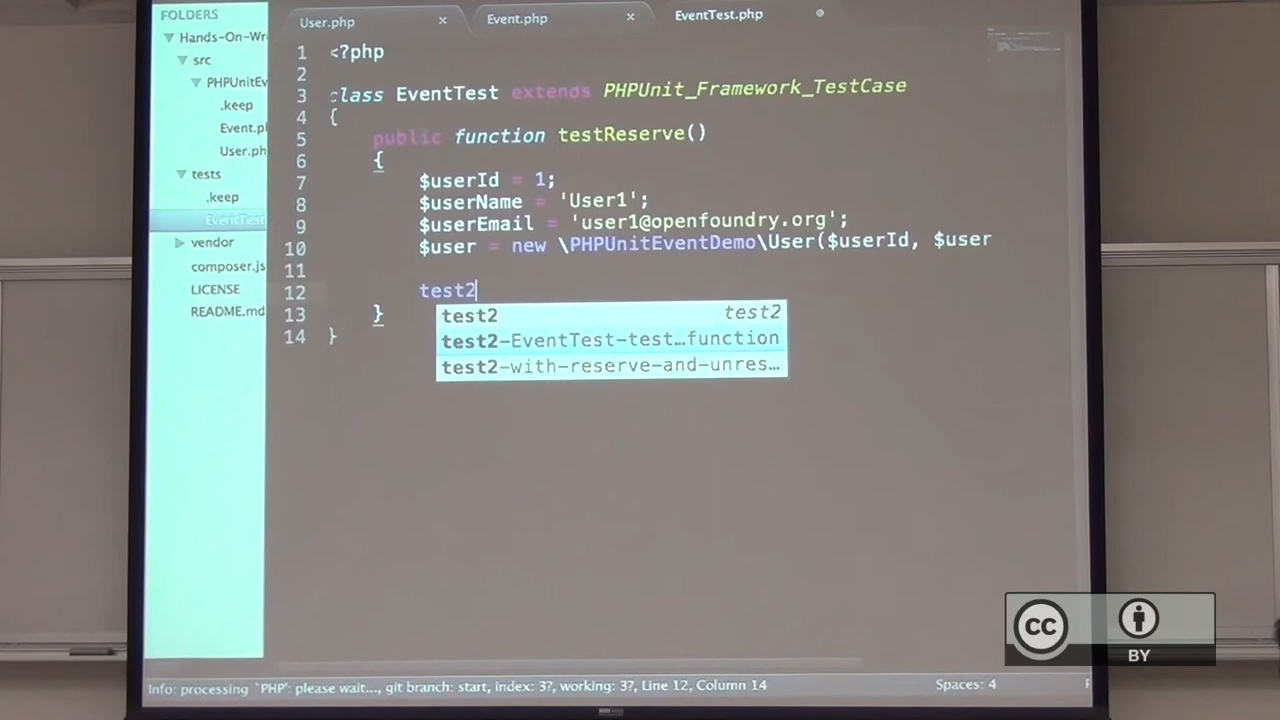 FOLDERS
Hands-On-Wri
src
PHPUnitEv
.keep
Event.ph
User.ph
tests
.keep
EventTest
vendor
composer.js
LICENSE
README.md
User.php ×
Event.php ×
EventTest.php
1 <?php
2
3 class EventTest extends PHPUnit_Framework_TestCase
4 {
5 public function testReserve()
6 {
7 $userId = 1;
8 $userName = 'User1';
9 $userEmail = 'user1@openfoundry.org';
10 $user = new \PHPUnitEventDemo\User($userId, $user
11
12 test2
13 }
14 }
test2 test2
test2-EventTest-test…function
test2-with-reserve-and-unres…
Info: processing `PHP': please wait..., git branch: start, index: 3?, working: 3?, Line 12, Column 14
Spaces: 4
CC
BY